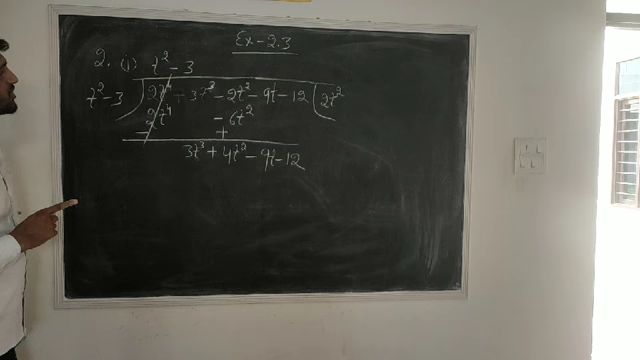 Ex-2.3
2. (i) t²-3
t²-3 ) 2t⁴ + 3t³ - 2t² - 9t - 12 ( 2t²
2t⁴ - 6t²
- +
3t³ + 4t² - 9t - 12